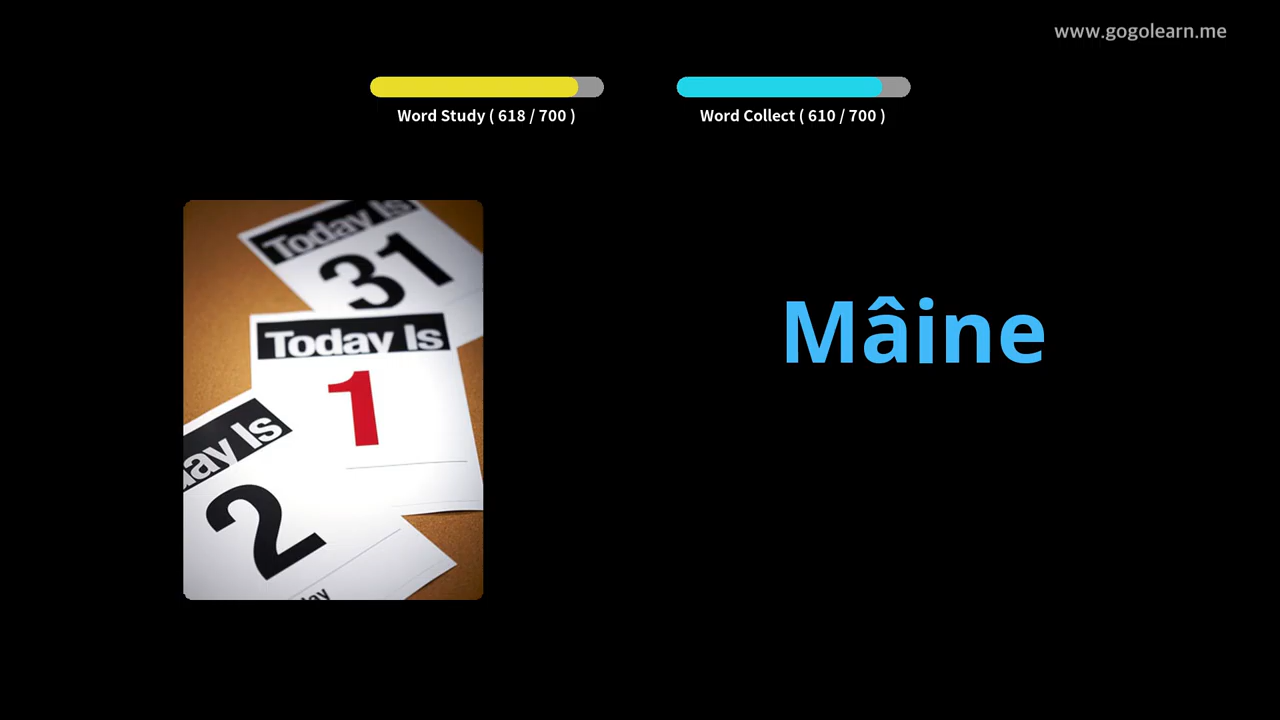 www.gogolearn.me
Word Study ( 618 / 700 )
Word Collect ( 610 / 700 )
Today Is
31
Today Is
1
Mâine
ay Is
2